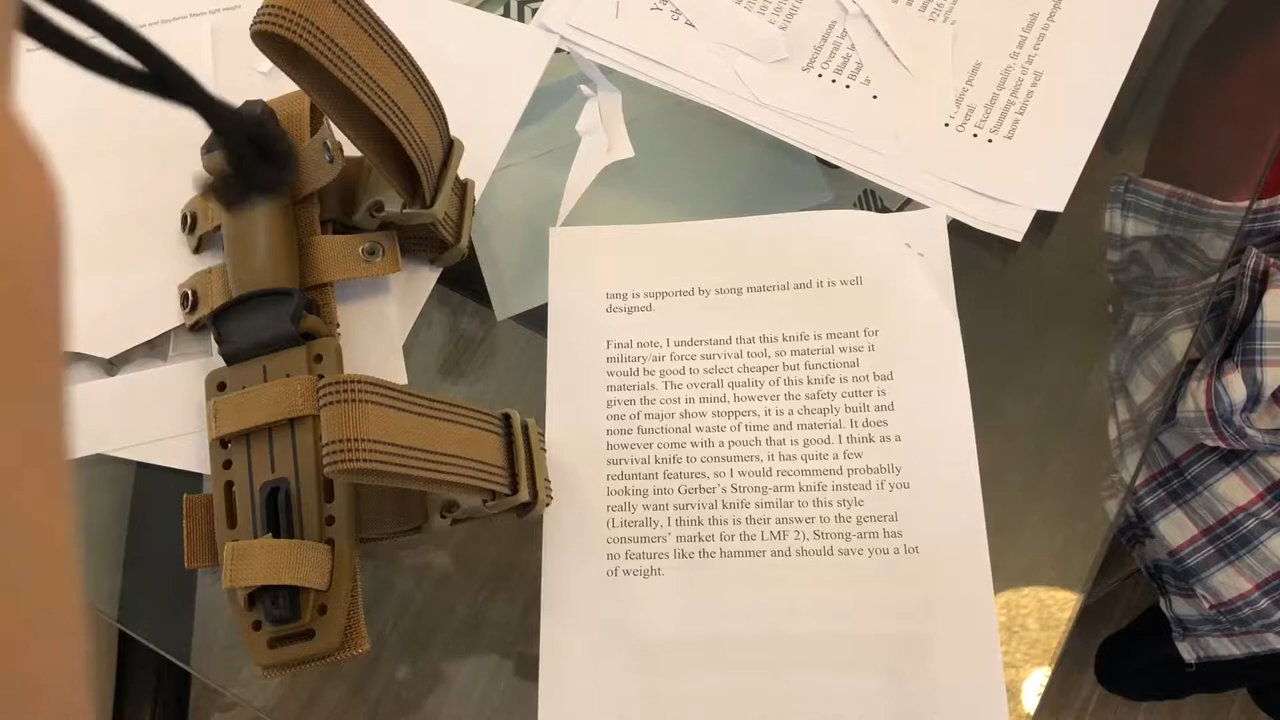 se and Spyderco Manix light weight
Specifications
• Overall
• Blade
Overal:
• Excellent quality, fit and finish.
• Stunning piece of art, even to people
know knives well.
tang is supported by stong material and it is well
designed.
Final note, I understand that this knife is meant for
military/air force survival tool, so material wise it
would be good to select cheaper but functional
materials. The overall quality of this knife is not bad
given the cost in mind, however the safety cutter is
one of major show stoppers, it is a cheaply built and
none functional waste of time and material. It does
however come with a pouch that is good. I think as a
survival knife to consumers, it has quite a few
reduntant features, so I would recommend probablly
looking into Gerber's Strong-arm knife instead if you
really want survival knife similar to this style
(Literally, I think this is their answer to the general
consumers' market for the LMF 2), Strong-arm has
no features like the hammer and should save you a lot
of weight.